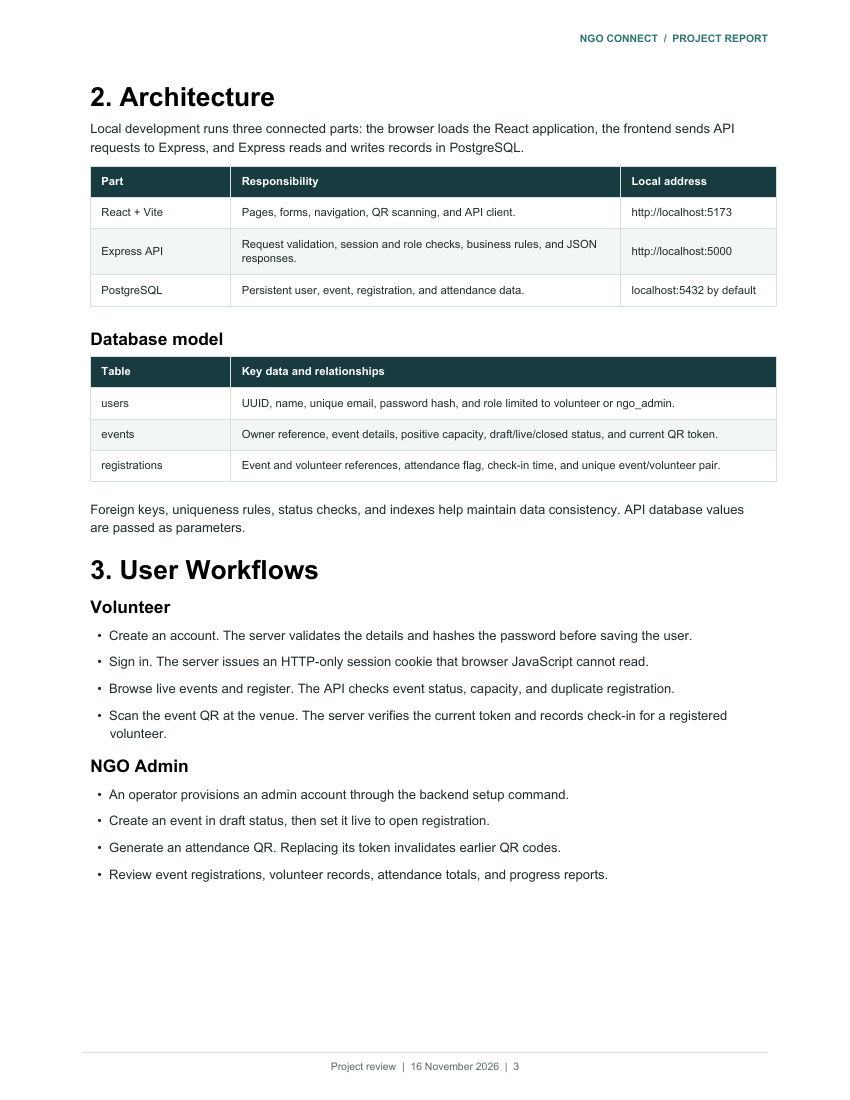 NGO CONNECT / PROJECT REPORT
2. Architecture
Local development runs three connected parts: the browser loads the React application, the frontend sends API
requests to Express, and Express reads and writes records in PostgreSQL.
Part Responsibility Local address
React + Vite Pages, forms, navigation, QR scanning, and API client. http://localhost:5173
Express API Request validation, session and role checks, business rules, and JSON
responses. http://localhost:5000
PostgreSQL Persistent user, event, registration, and attendance data. localhost:5432 by default
Database model
Table Key data and relationships
users UUID, name, unique email, password hash, and role limited to volunteer or ngo_admin.
events Owner reference, event details, positive capacity, draft/live/closed status, and current QR token.
registrations Event and volunteer references, attendance flag, check-in time, and unique event/volunteer pair.
Foreign keys, uniqueness rules, status checks, and indexes help maintain data consistency. API database values
are passed as parameters.
3. User Workflows
Volunteer
• Create an account. The server validates the details and hashes the password before saving the user.
• Sign in. The server issues an HTTP-only session cookie that browser JavaScript cannot read.
• Browse live events and register. The API checks event status, capacity, and duplicate registration.
• Scan the event QR at the venue. The server verifies the current token and records check-in for a registered
volunteer.
NGO Admin
• An operator provisions an admin account through the backend setup command.
• Create an event in draft status, then set it live to open registration.
• Generate an attendance QR. Replacing its token invalidates earlier QR codes.
• Review event registrations, volunteer records, attendance totals, and progress reports.
Project review | 16 November 2026 | 3